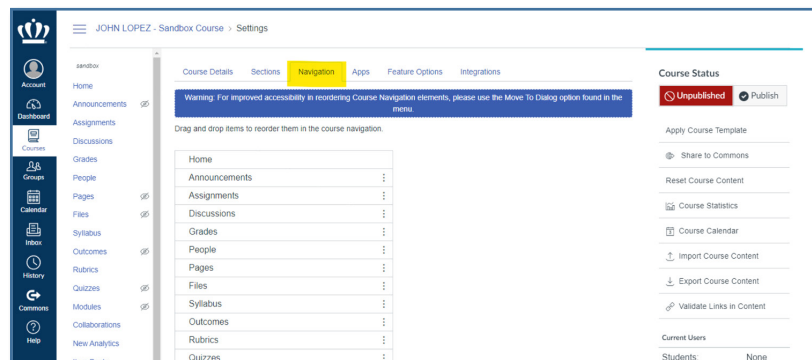 JOHN LOPEZ - Sandbox Course > Settings
Account
Dashboard
Courses
Groups
Calendar
Inbox
History
Commons
Help
sandbox
Home
Announcements
Assignments
Discussions
Grades
People
Pages
Files
Syllabus
Outcomes
Rubrics
Quizzes
Modules
Collaborations
New Analytics
Course Details Sections Navigation Apps Feature Options Integrations
Warning: For improved accessibility in reordering Course Navigation elements, please use the Move To Dialog option found in the
menu.
Drag and drop items to reorder them in the course navigation.
Home
Announcements
Assignments
Discussions
Grades
People
Pages
Files
Syllabus
Outcomes
Rubrics
Quizzes
Course Status
Unpublished Publish
Apply Course Template
Share to Commons
Reset Course Content
Course Statistics
Course Calendar
Import Course Content
Export Course Content
Validate Links in Content
Current Users
Students: None